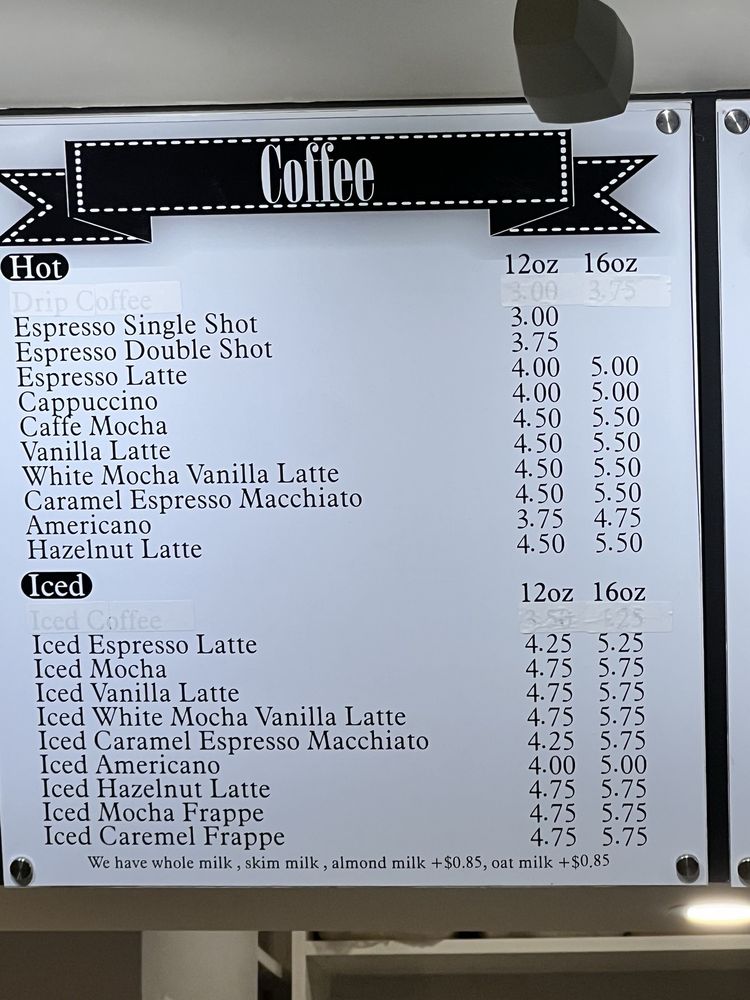 Coffee
Hot 12oz 16oz
Drip Coffee 3.00 3.75
Espresso Single Shot 3.00
Espresso Double Shot 3.75
Espresso Latte 4.00 5.00
Cappuccino 4.00 5.00
Caffe Mocha 4.50 5.50
Vanilla Latte 4.50 5.50
White Mocha Vanilla Latte 4.50 5.50
Caramel Espresso Macchiato 4.50 5.50
Americano 3.75 4.75
Hazelnut Latte 4.50 5.50
Iced 12oz 16oz
Iced Coffee 3.50
Iced Espresso Latte 4.25 5.25
Iced Mocha 4.75 5.75
Iced Vanilla Latte 4.75 5.75
Iced White Mocha Vanilla Latte 4.75 5.75
Iced Caramel Espresso Macchiato 4.25 5.75
Iced Americano 4.00 5.00
Iced Hazelnut Latte 4.75 5.75
Iced Mocha Frappe 4.75 5.75
Iced Caremel Frappe 4.75 5.75
We have whole milk , skim milk , almond milk +$0.85, oat milk +$0.85